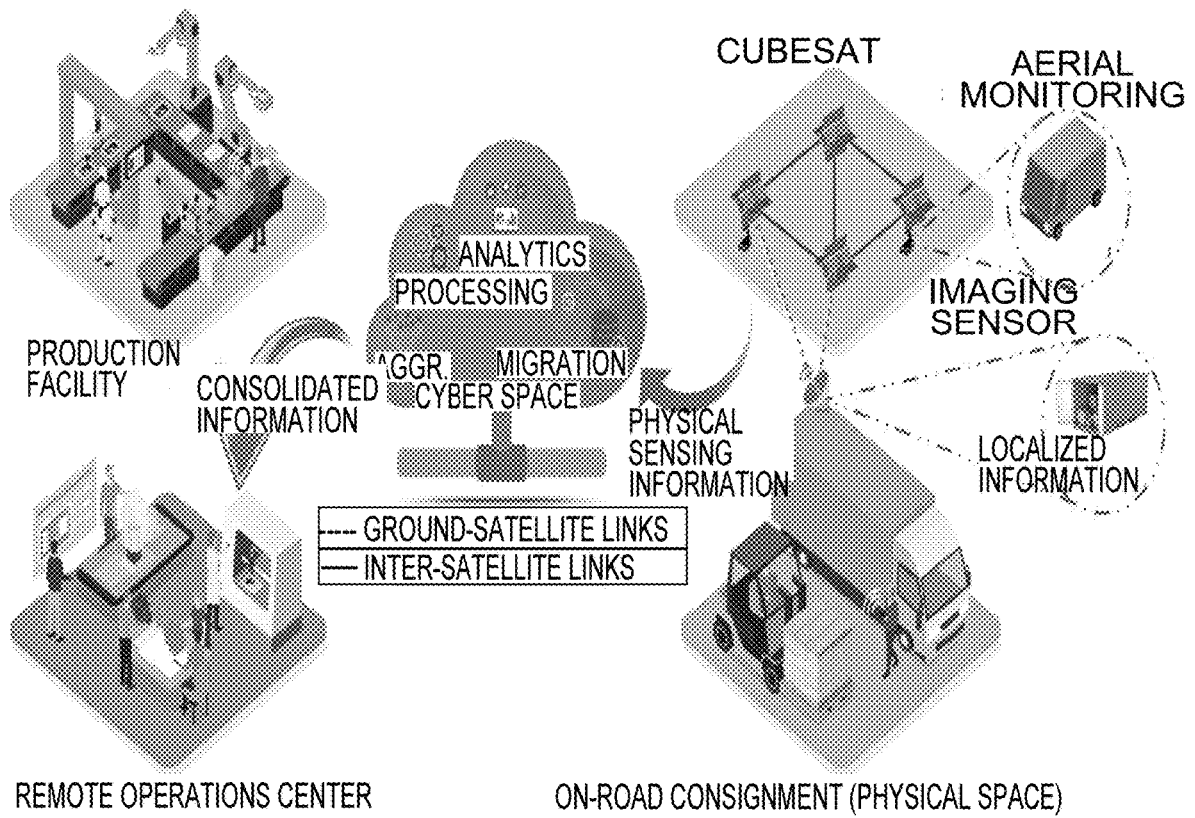 CUBESAT
AERIAL
MONITORING
ANALYTICS
PROCESSING
IMAGING
SENSOR
PRODUCTION
FACILITY
CONSOLIDATED
INFORMATION
AGGR.
MIGRATION
CYBER SPACE
PHYSICAL
SENSING
INFORMATION
LOCALIZED
INFORMATION
GROUND-SATELLITE LINKS
INTER-SATELLITE LINKS
REMOTE OPERATIONS CENTER
ON-ROAD CONSIGNMENT (PHYSICAL SPACE)